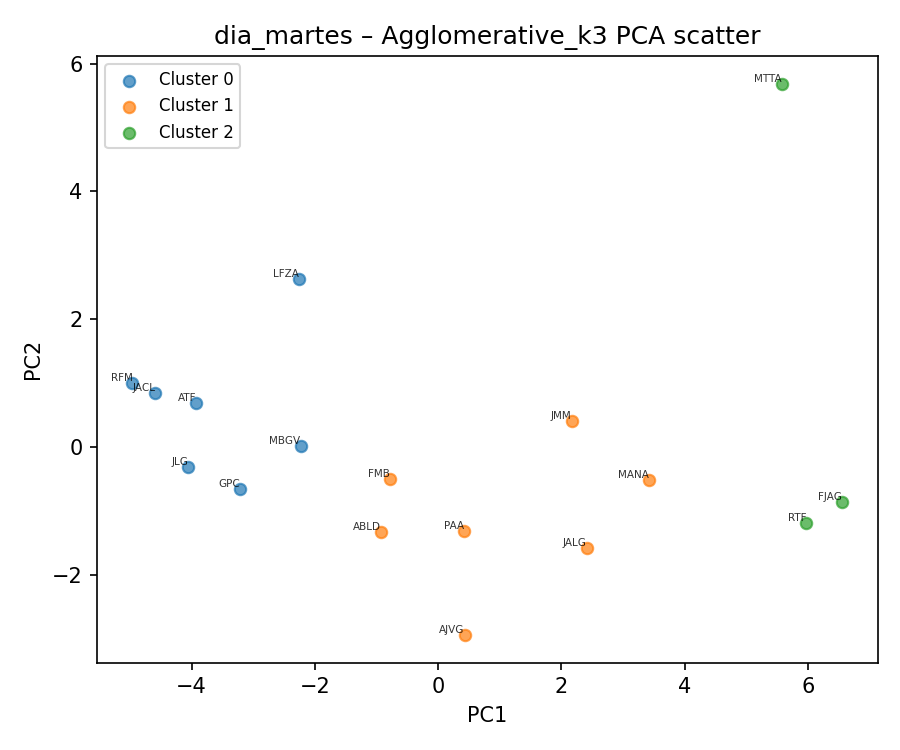 dia_martes – Agglomerative_k3 PCA scatter
Cluster 0
Cluster 1
Cluster 2
MTTA
LFZA
RFM
JACL
ATF
MBGV
JLG
GPC
JMM
FMB
MANA
FJAG
RTF
ABLD
PAA
JALG
AJVG
PC2
6
4
2
0
−2
−4
−2
0
2
4
6
PC1